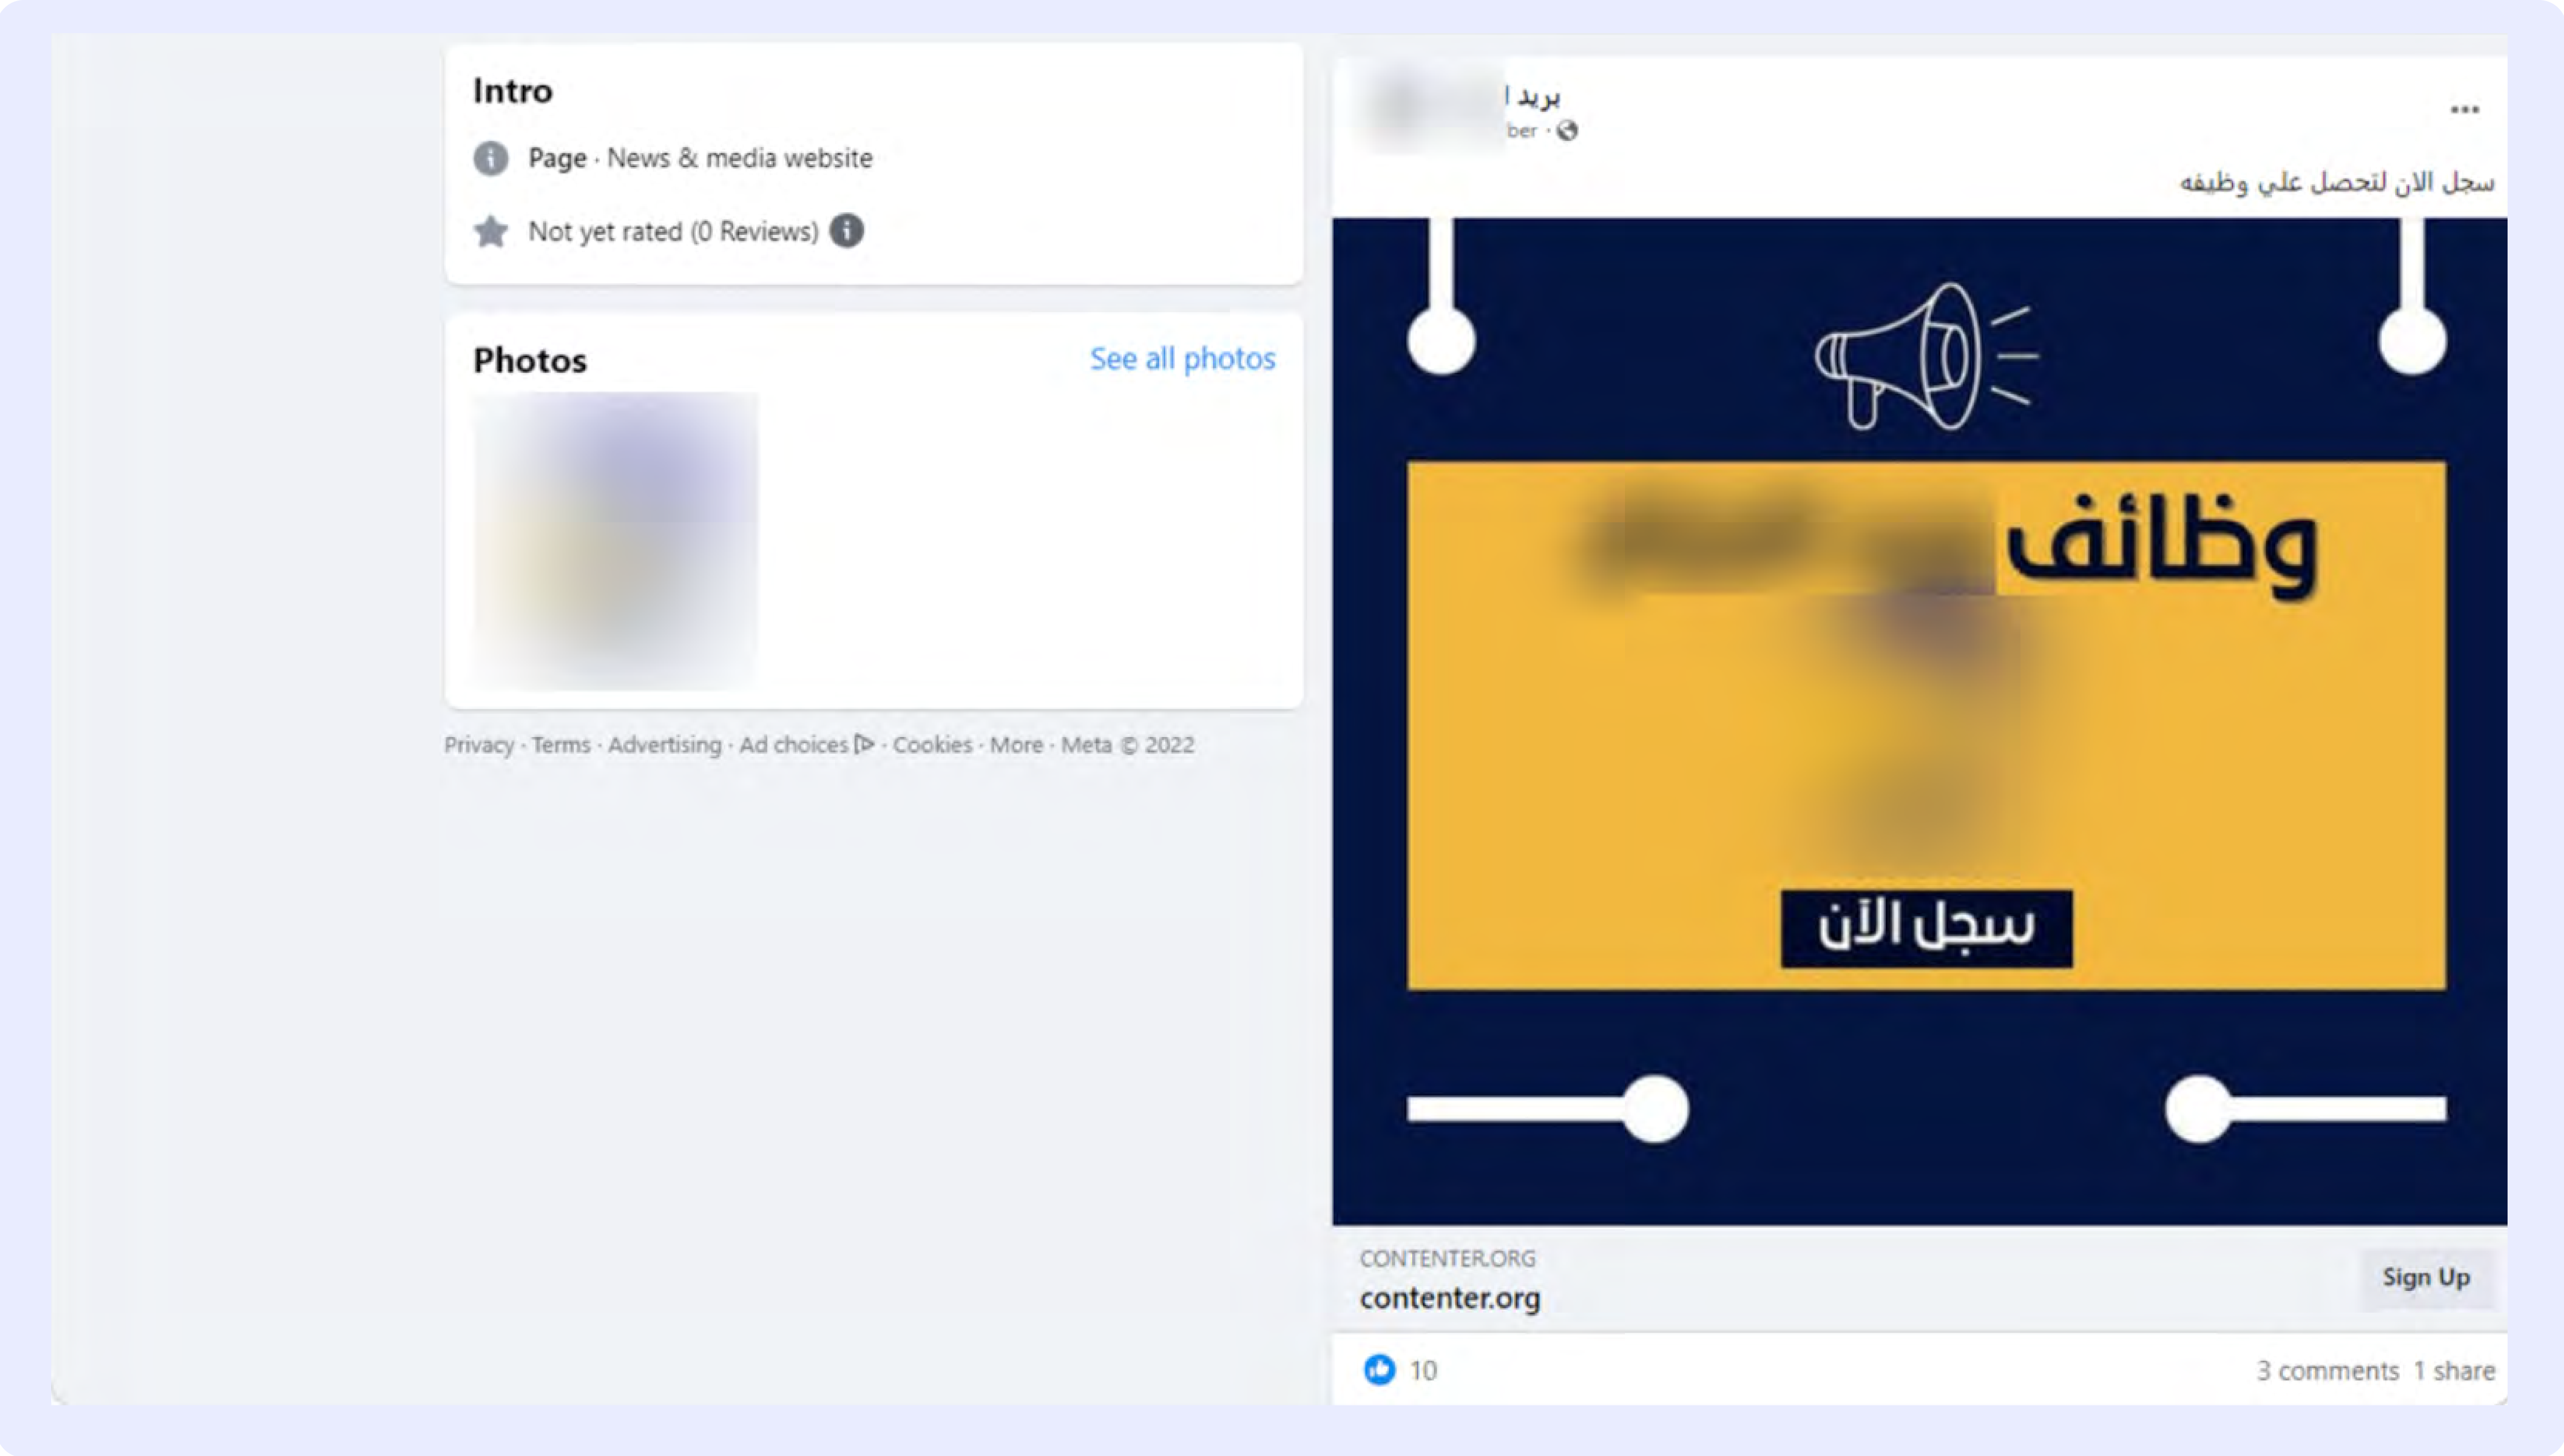 Intro
Page · News & media website
Not yet rated (0 Reviews)
Photos
See all photos
Privacy · Terms · Advertising · Ad choices · Cookies · More · Meta © 2022
بريد ا
ber ·
سجل الان لتحصل علي وظيفه
وظائف
سجل الآن
CONTENTER.ORG
contenter.org
Sign Up
10
3 comments 1 share